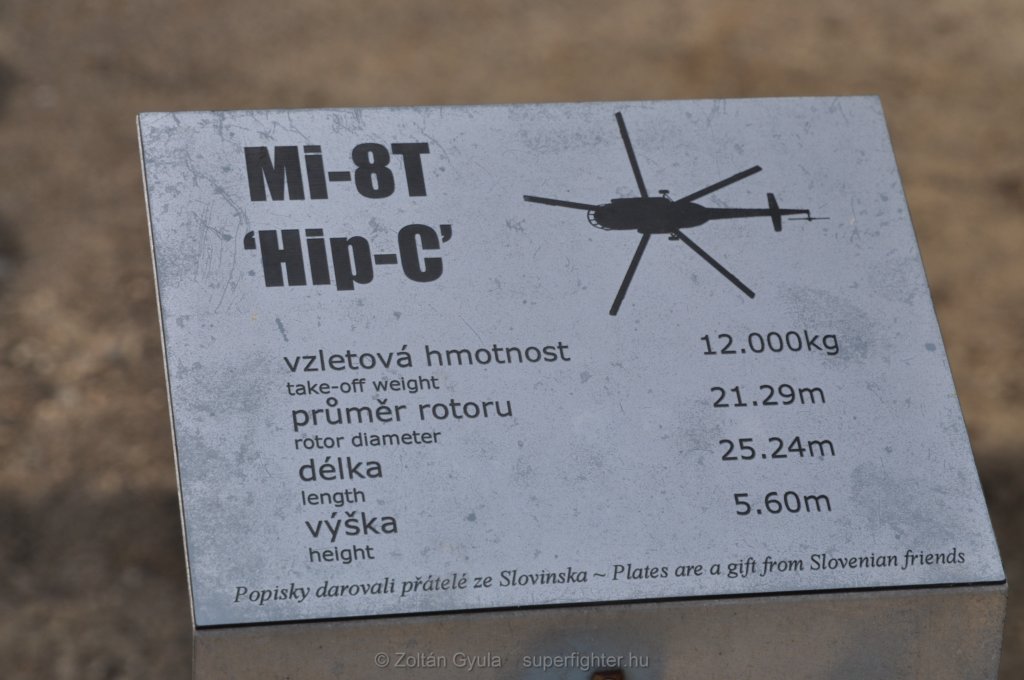 Mi-8T
‘Hip-C’
vzletová hmotnost 12.000kg
take-off weight
průměr rotoru 21.29m
rotor diameter
délka 25.24m
length
výška 5.60m
height
Popisky darovali přátelé ze Slovinska ~ Plates are a gift from Slovenian friends
© Zoltán Gyula superfighter.hu